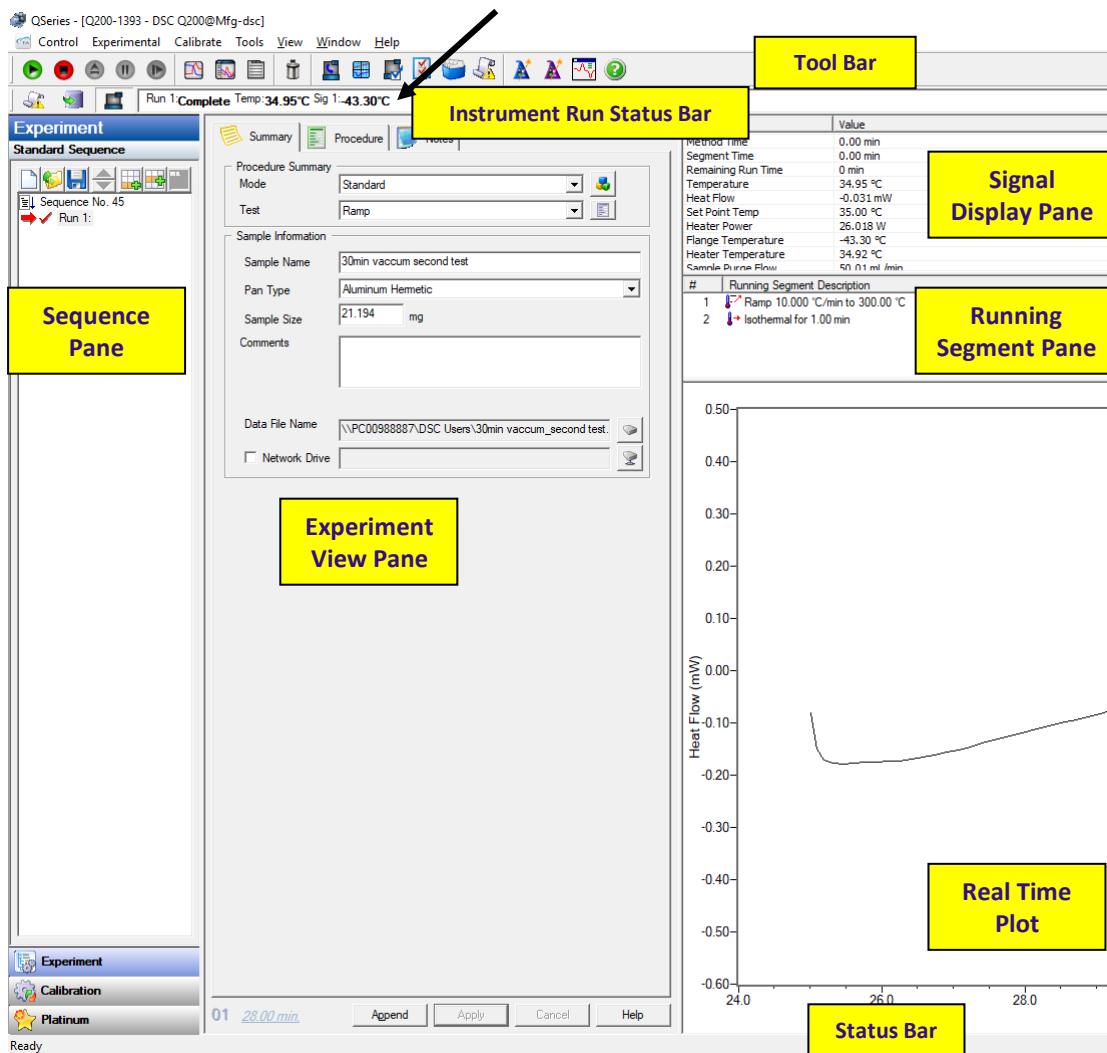 QSeries - [Q200-1393 - DSC Q200@Mfg-dsc]
Control Experimental Calibrate Tools View Window Help
Tool Bar
Run 1:Complete Temp:34.95°C Sig 1:-43.30°C
Instrument Run Status Bar
Experiment
Standard Sequence
Sequence No. 45
Run 1:
Sequence
Pane
Experiment
Calibration
Platinum
Summary Procedure Notes
Procedure Summary
Mode Standard
Test Ramp
Sample Information
Sample Name 30min vaccum second test
Pan Type Aluminum Hermetic
Sample Size 21.194 mg
Comments
Data File Name \\PC00988887\DSC Users\30min vaccum_second test.
Network Drive
Experiment
View Pane
01 28.00 min. Append Apply Cancel Help
Value
Method Time 0.00 min
Segment Time 0.00 min
Remaining Run Time 0 min
Temperature 34.95 °C
Heat Flow -0.031 mW
Set Point Temp 35.00 °C
Heater Power 26.018 W
Flange Temperature -43.30 °C
Heater Temperature 34.92 °C
Sample Purge Flow 50.01 mL/min
Signal
Display Pane
# Running Segment Description
1 Ramp 10.000 °C/min to 300.00 °C
2 Isothermal for 1.00 min
Running
Segment Pane
0.50
0.40
0.30
0.20
0.10
0.00
-0.10
-0.20
-0.30
-0.40
-0.50
-0.60
Heat Flow (mW)
24.0 26.0 28.0
Real Time
Plot
Status Bar
Ready